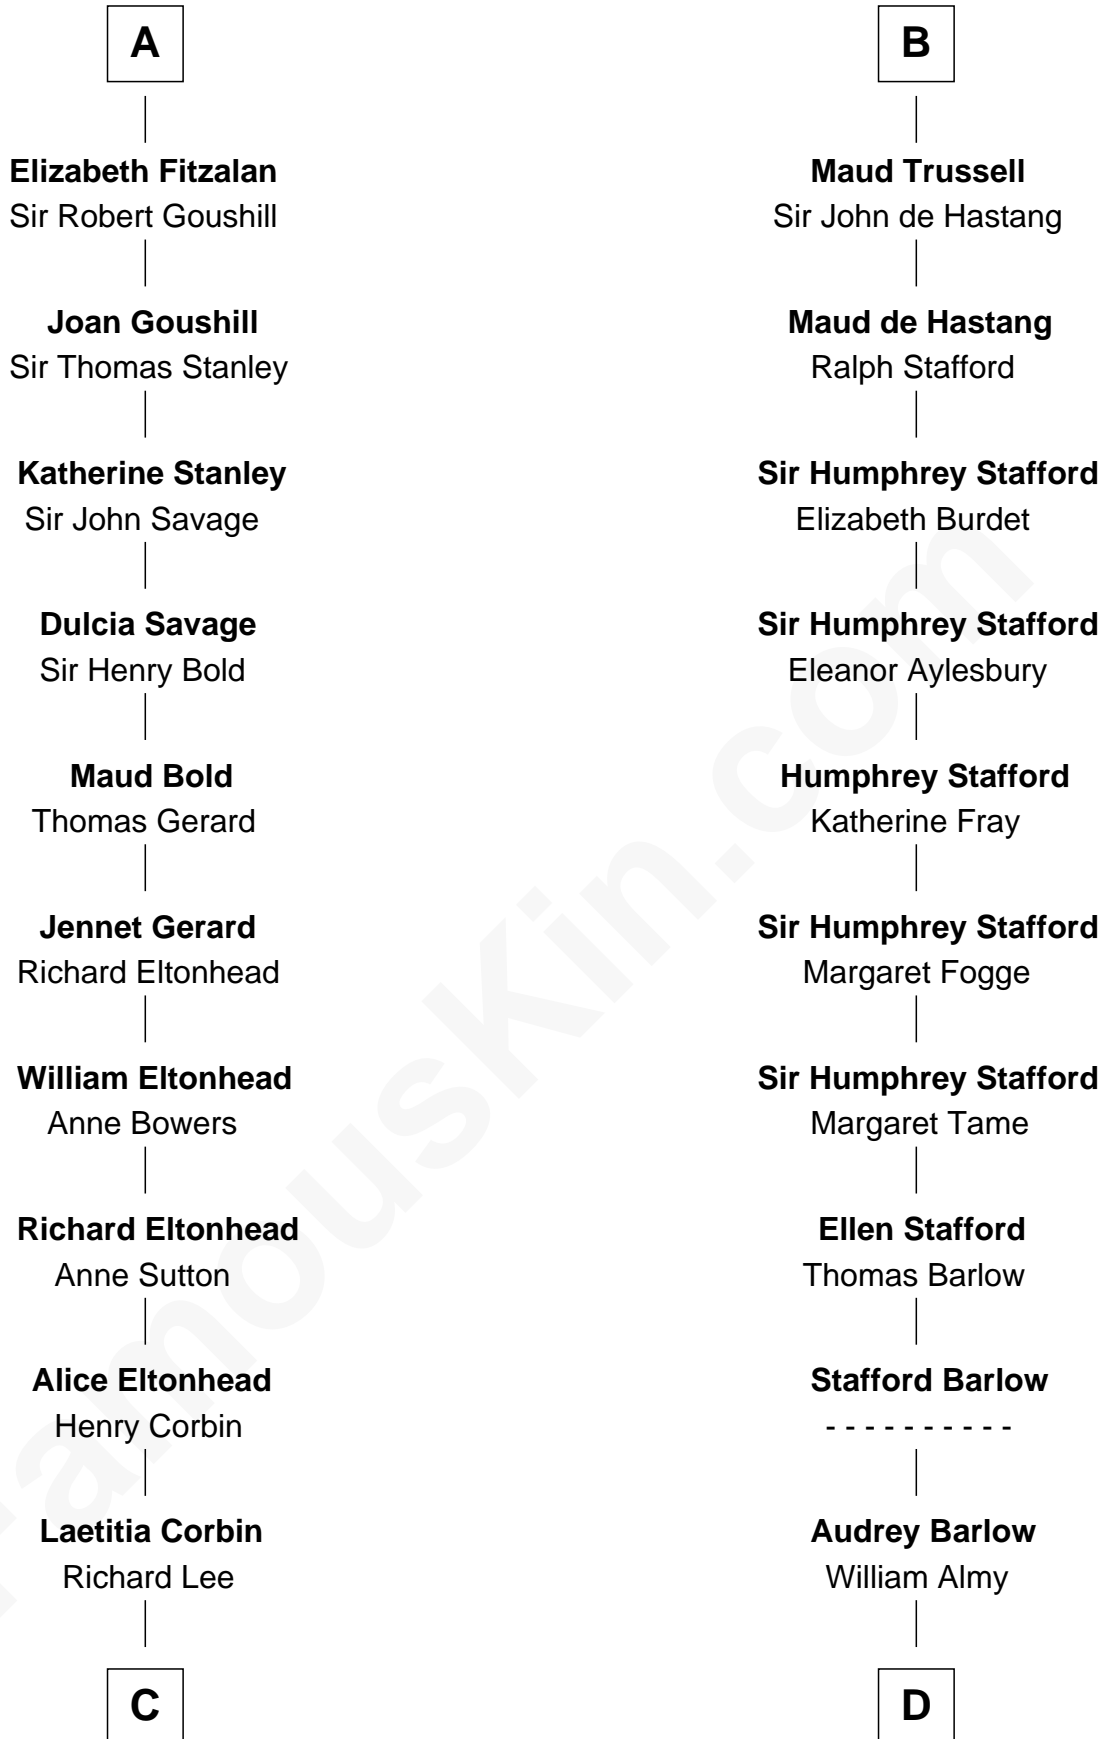 A
Elizabeth Fitzalan
Sir Robert Goushill
Joan Goushill
Sir Thomas Stanley
Katherine Stanley
Sir John Savage
Dulcia Savage
Sir Henry Bold
Maud Bold
Thomas Gerard
Jennet Gerard
Richard Eltonhead
William Eltonhead
Anne Bowers
Richard Eltonhead
Anne Sutton
Alice Eltonhead
Henry Corbin
Laetitia Corbin
Richard Lee
C
B
Maud Trussell
Sir John de Hastang
Maud de Hastang
Ralph Stafford
Sir Humphrey Stafford
Elizabeth Burdet
Sir Humphrey Stafford
Eleanor Aylesbury
Humphrey Stafford
Katherine Fray
Sir Humphrey Stafford
Margaret Fogge
Sir Humphrey Stafford
Margaret Tame
Ellen Stafford
Thomas Barlow
Stafford Barlow
- - - - - - - - - -
Audrey Barlow
William Almy
D
FamousKin.com